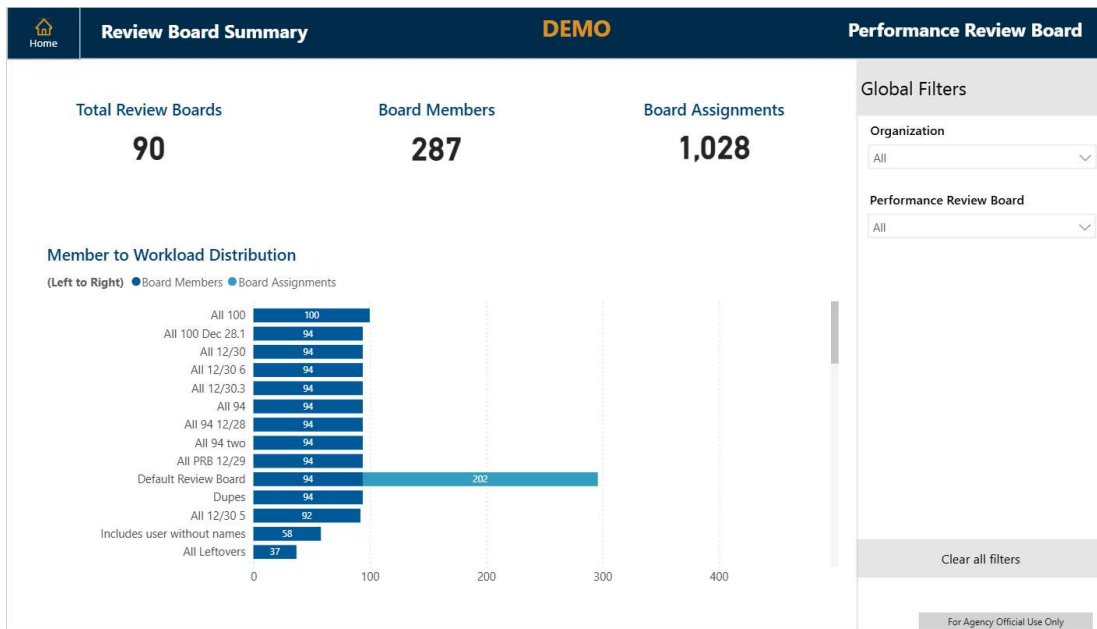 Home
Review Board Summary
DEMO
Performance Review Board
Total Review Boards
90
Board Members
287
Board Assignments
1,028
Member to Workload Distribution
(Left to Right) Board Members Board Assignments
All 100 100
All 100 Dec 28.1 94
All 12/30 94
All 12/30 6 94
All 12/30.3 94
All 94 94
All 94 12/28 94
All 94 two 94
All PRB 12/29 94
Default Review Board 94 202
Dupes 94
All 12/30 5 92
Includes user without names 58
All Leftovers 37
0 100 200 300 400
Global Filters
Organization
All
Performance Review Board
All
Clear all filters
For Agency Official Use Only